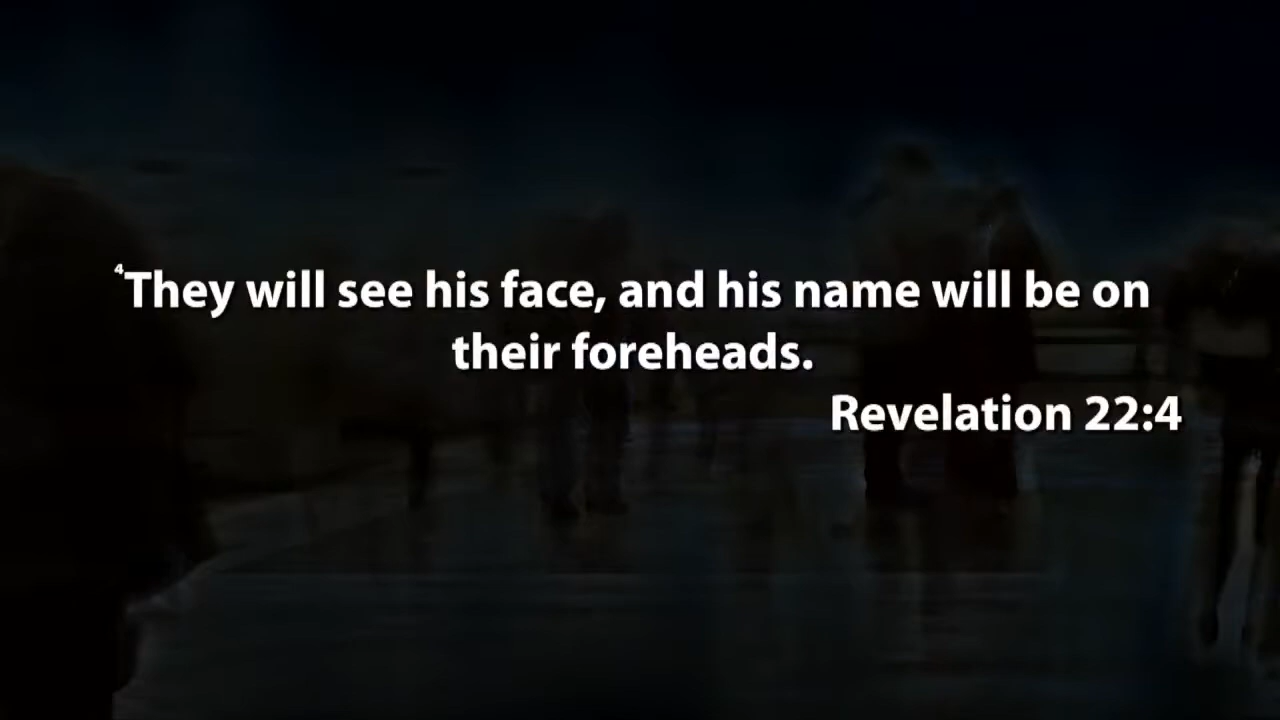 ⁴They will see his face, and his name will be on
their foreheads.
Revelation 22:4